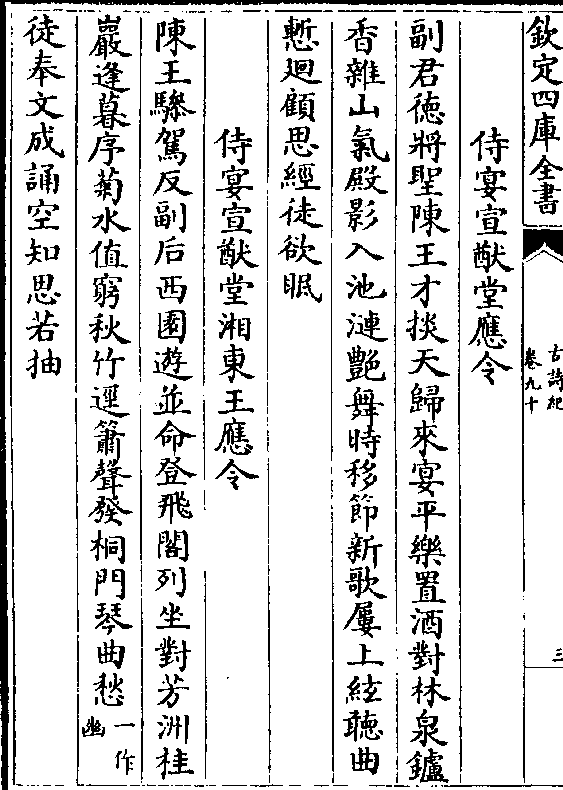 欽定四庫全書
古詩紀
卷九十
三
侍宴宣猷堂應令
副君德將聖陳王才掞天歸來宴平樂置酒對林泉鑪
香雜山氣殿影入池漣艷舞時移節新歌屢上絃聽曲
慙迴顧思經徒欲眠
侍宴宣猷堂湘東王應令
陳王驂駕反副后西園遊並命登飛閣列坐對芳洲桂
巖逢暮序菊水值窮秋竹逕簫聲發桐門琴曲愁一作幽
徒奉文成誦空知思若抽